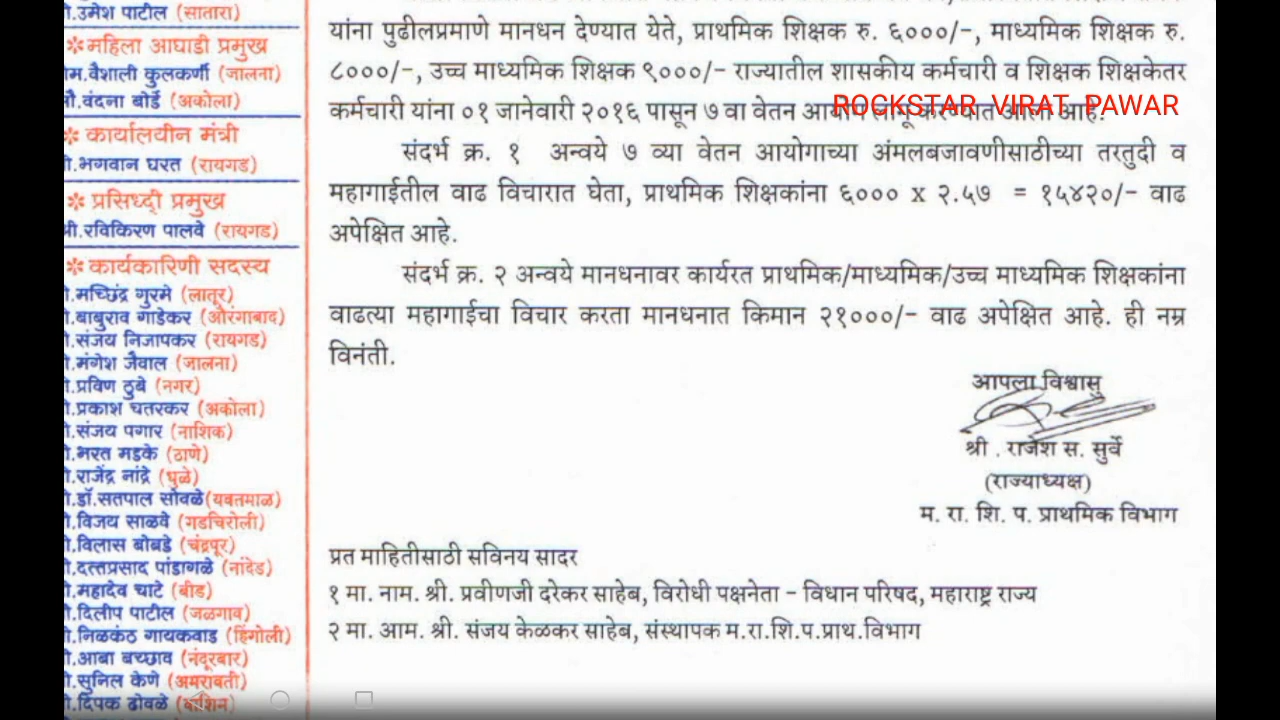 .उमेश पाटील (सातारा)
✻महिला आघाडी प्रमुख
म.वैशाली कुलकर्णी (जालना)
.वंदना बोर्डे (अकोला)
✻कार्यालयीन मंत्री
.भगवान घरत (रायगड)
✻ प्रसिध्दी प्रमुख
.रविकिरण पालवे (रायगड)
✻कार्यकारिणी सदस्य
.मच्छिंद्र गुरमे (लातूर)
.बाबुराव गाडेकर (औरंगाबाद)
.संजय निजापकर (रायगड)
.मंगेश जैवाल (जालना)
.प्रविण ठुबे (नगर)
.प्रकाश चतरकर (अकोला)
.संजय पगार (नाशिक)
.भरत मडके (ठाणे)
.राजेंद्र नांद्रे (धुळे)
.डॉ.सतपाल सोवळे(यवतमाळ)
.विजय साळवे (गडचिरोली)
.विलास बोबडे (चंद्रपूर)
.दत्तप्रसाद पांडागळे (नांदेड)
.महादेव चाटे (बीड)
.दिलीप पाटील (जळगाव)
.निळकंठ गायकवाड (हिंगोली)
.आबा बच्छाव (नंदूरबार)
.सुनिल केणे (अमरावती)
.दिपक ढोवळे (वाशिम)
यांना पुढीलप्रमाणे मानधन देण्यात येते, प्राथमिक शिक्षक रु. ६०००/-, माध्यमिक शिक्षक रु.
८०००/-, उच्च माध्यमिक शिक्षक ९०००/- राज्यातील शासकीय कर्मचारी व शिक्षक शिक्षकेतर
कर्मचारी यांना ०१ जानेवारी २०१६ पासून ७ वा वेतन आयोग लागू करण्यात आला आहे.
ROCKSTAR VIRAT PAWAR
संदर्भ क्र. १ अन्वये ७ व्या वेतन आयोगाच्या अंमलबजावणीसाठीच्या तरतुदी व
महागाईतील वाढ विचारात घेता, प्राथमिक शिक्षकांना ६००० x २.५७ = १५४२०/- वाढ
अपेक्षित आहे.
संदर्भ क्र. २ अन्वये मानधनावर कार्यरत प्राथमिक/माध्यमिक/उच्च माध्यमिक शिक्षकांना
वाढत्या महागाईचा विचार करता मानधनात किमान २१०००/- वाढ अपेक्षित आहे. ही नम्र
विनंती.
आपला विश्वासु
श्री . राजेश स. सुर्वे
(राज्याध्यक्ष)
म. रा. शि. प. प्राथमिक विभाग
प्रत माहितीसाठी सविनय सादर
१ मा. नाम. श्री. प्रवीणजी दरेकर साहेब, विरोधी पक्षनेता - विधान परिषद, महाराष्ट्र राज्य
२ मा. आम. श्री. संजय केळकर साहेब, संस्थापक म.रा.शि.प.प्राथ.विभाग